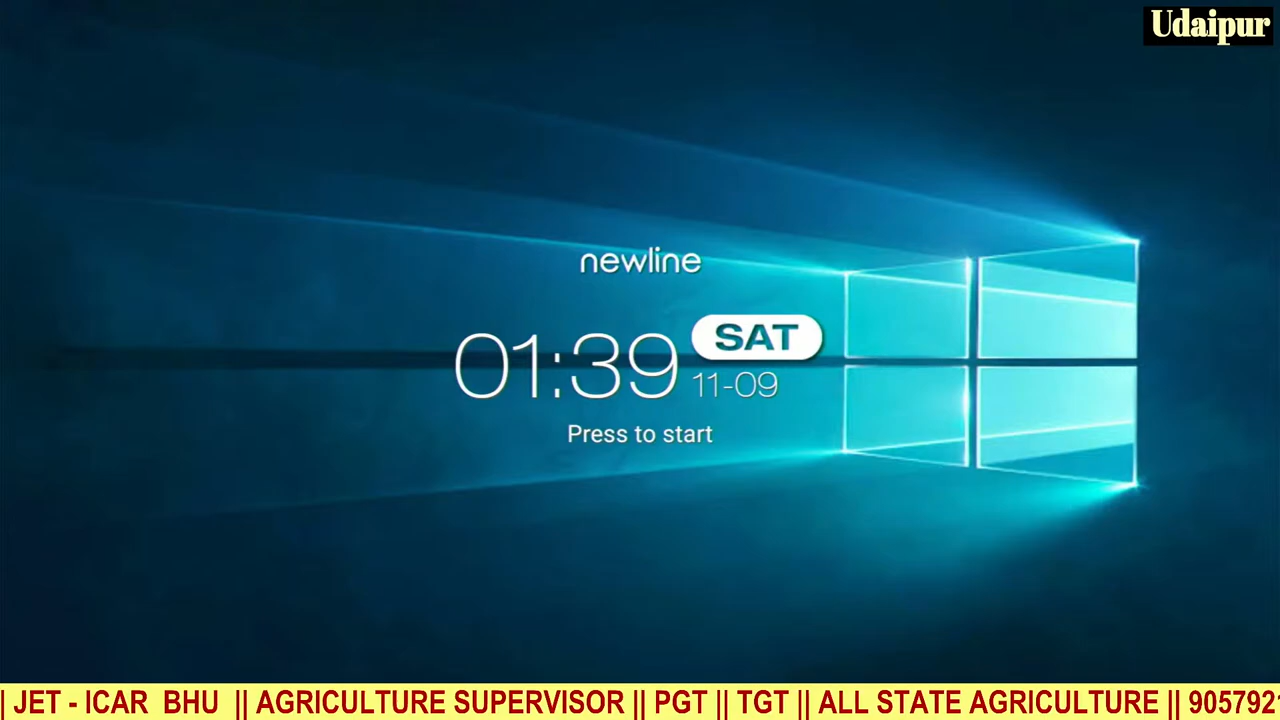 Udaipur
newline
01:39 SAT
11-09
Press to start
| JET - ICAR BHU || AGRICULTURE SUPERVISOR || PGT || TGT || ALL STATE AGRICULTURE || 905792